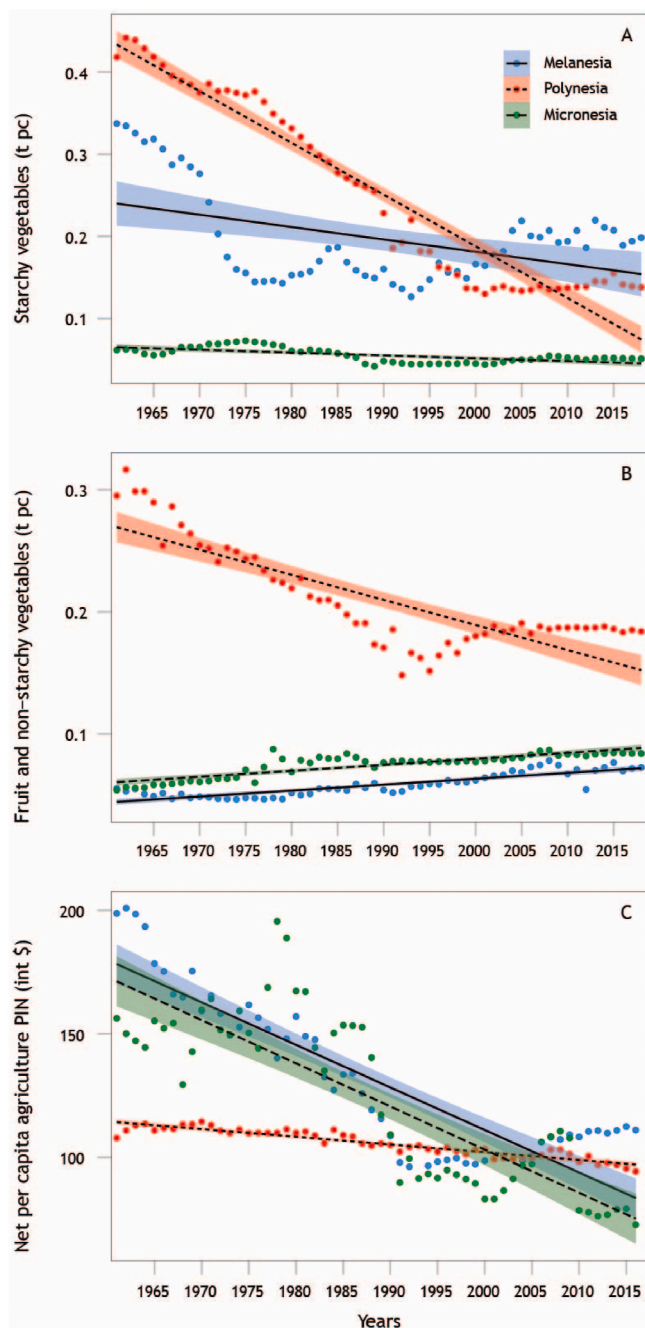 A
Melanesia
Polynesia
Micronesia
Starchy vegetables (t pc)
0.4
0.3
0.2
0.1
1965 1970 1975 1980 1985 1990 1995 2000 2005 2010 2015
B
Fruit and non-starchy vegetables (t pc)
0.3
0.2
0.1
1965 1970 1975 1980 1985 1990 1995 2000 2005 2010 2015
C
Net per capita agriculture PIN (int $)
200
150
100
1965 1970 1975 1980 1985 1990 1995 2000 2005 2010 2015
Years